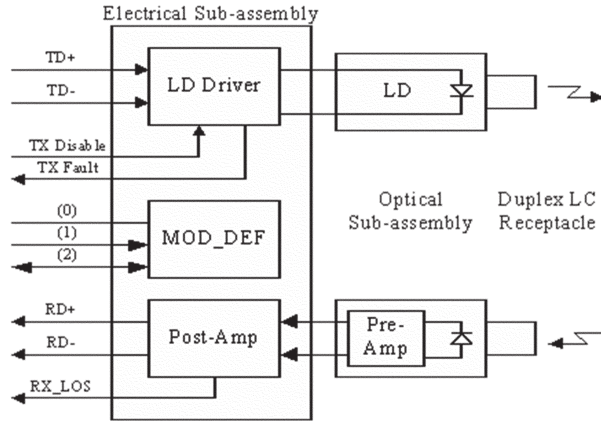 Electrical Sub-assembly
TD+
TD-
LD Driver
LD
TX Disable
TX Fault
(0)
(1)
(2)
MOD_DEF
Optical
Sub-assembly
Duplex LC
Receptacle
RD+
RD-
RX_LOS
Post-Amp
Pre-
Amp